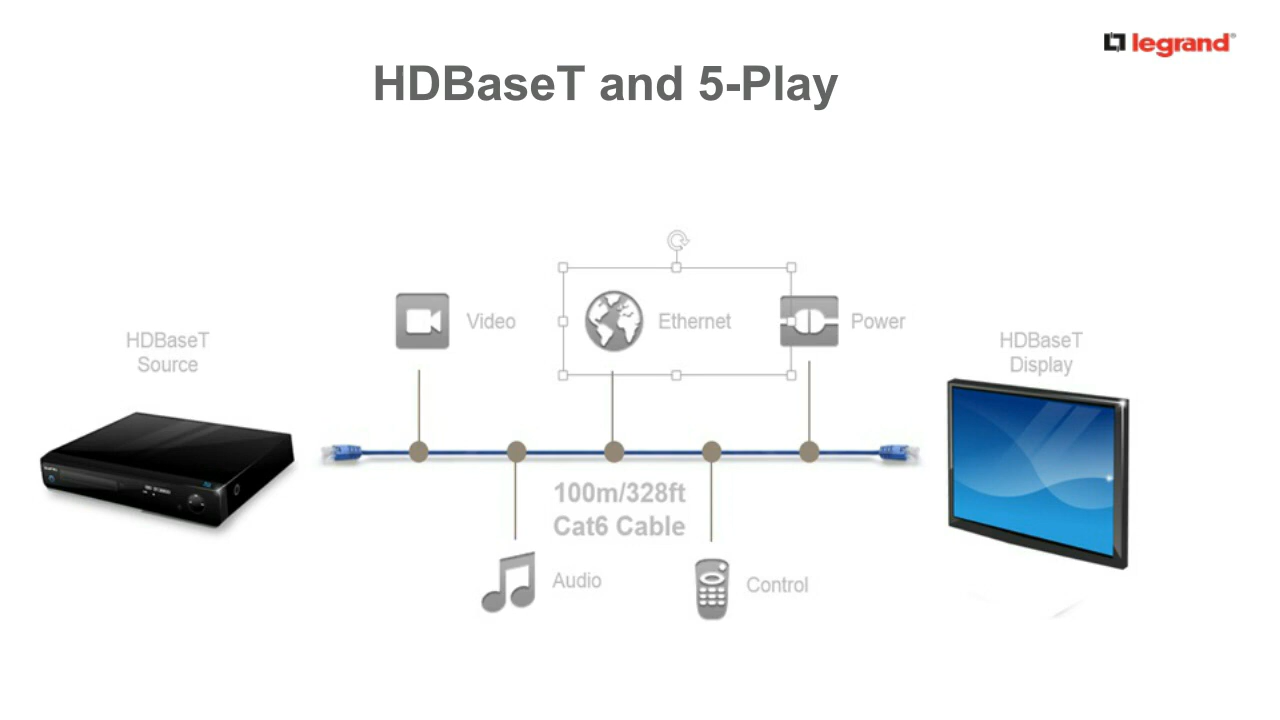 legrand®
HDBaseT and 5-Play
Video
Ethernet
Power
HDBaseT
Source
HDBaseT
Display
100m/328ft
Cat6 Cable
Audio
Control